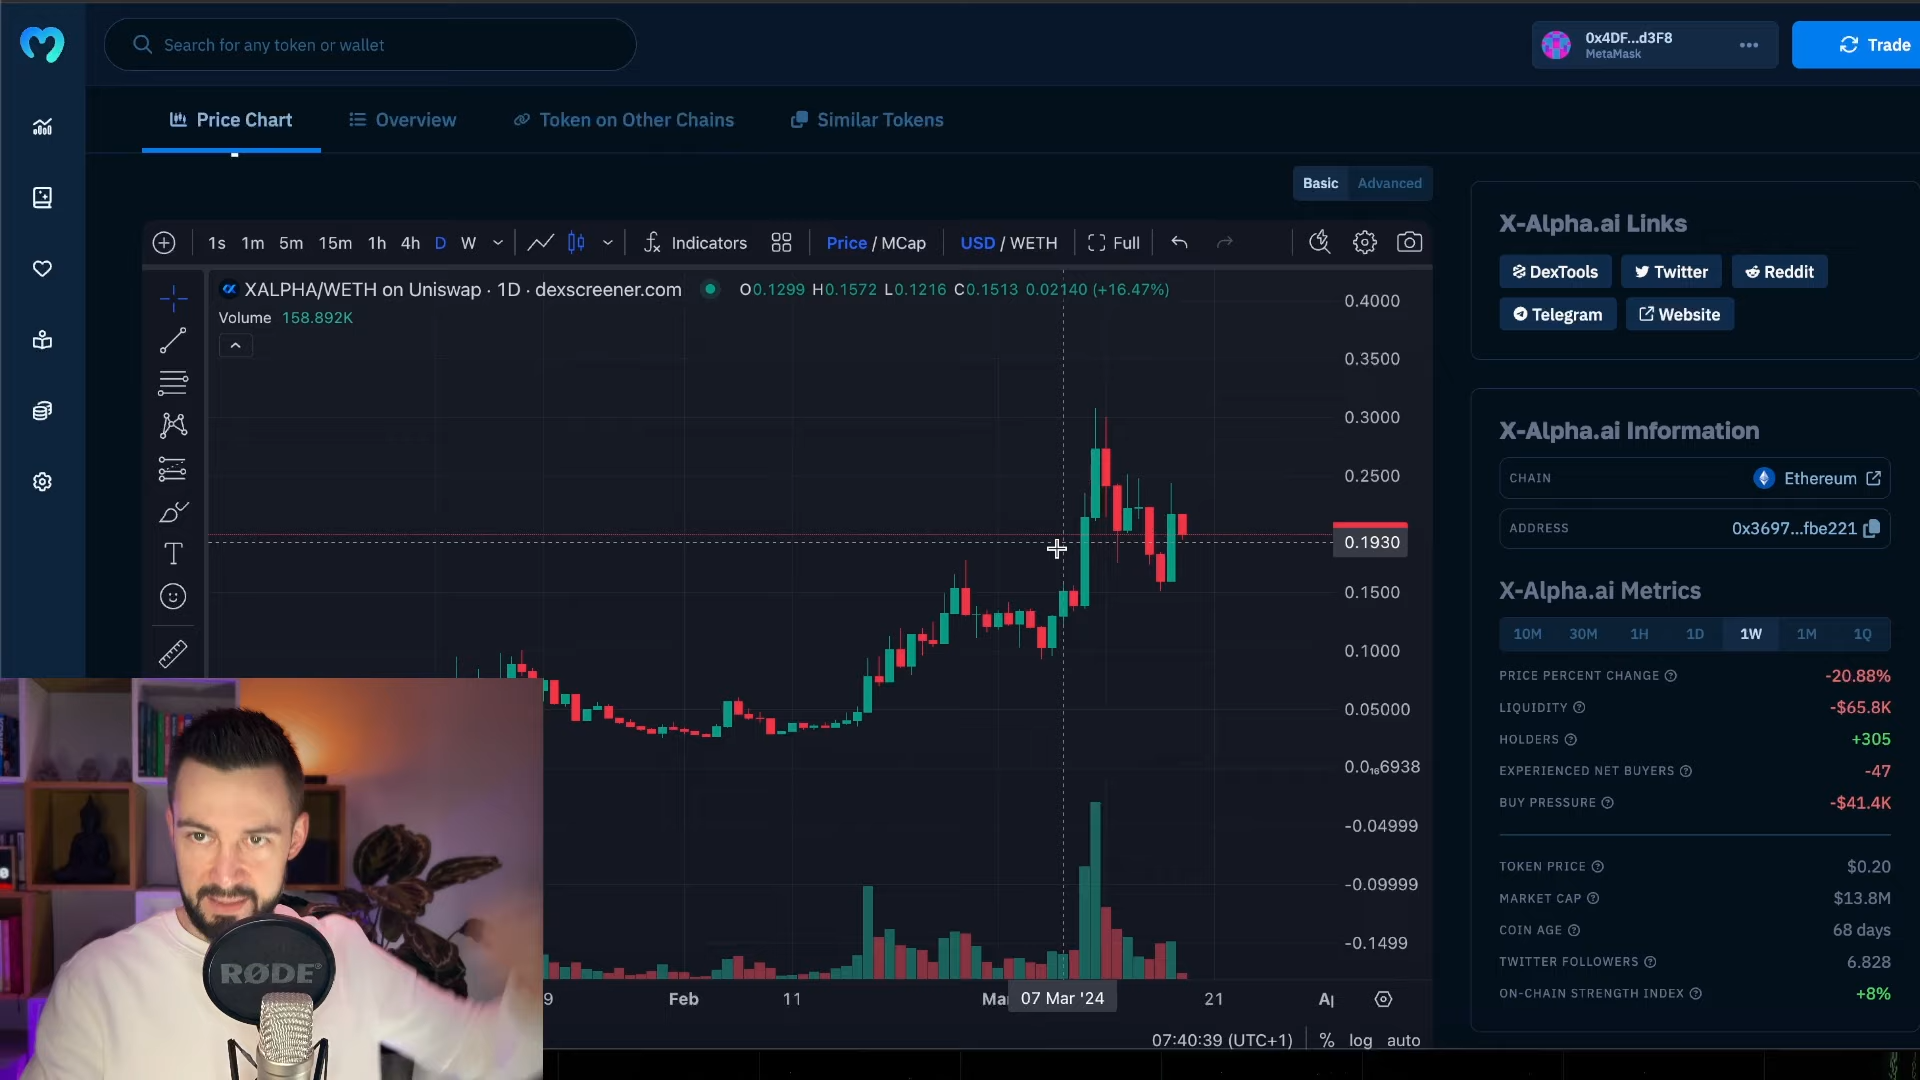 Search for any token or wallet
0x4DF...d3F8
MetaMask
Trade
Price Chart
Overview
Token on Other Chains
Similar Tokens
Basic
Advanced
1s 1m 5m 15m 1h 4h D W
Indicators
Price / MCap
USD / WETH
Full
XALPHA/WETH on Uniswap · 1D · dexscreener.com
O0.1299 H0.1572 L0.1216 C0.1513 0.02140 (+16.47%)
Volume 158.892K
0.4000
0.3500
0.3000
0.2500
0.1930
0.1500
0.1000
0.05000
0.0₁₆6938
-0.04999
-0.09999
-0.1499
9
Feb
11
Ma
07 Mar '24
21
07:40:39 (UTC+1)
% log auto
X-Alpha.ai Links
DexTools
Twitter
Reddit
Telegram
Website
X-Alpha.ai Information
CHAIN
Ethereum
ADDRESS
0x3697...fbe221
X-Alpha.ai Metrics
10M 30M 1H 1D 1W 1M 1Q
PRICE PERCENT CHANGE -20.88%
LIQUIDITY -$65.8K
HOLDERS +305
EXPERIENCED NET BUYERS -47
BUY PRESSURE -$41.4K
TOKEN PRICE $0.20
MARKET CAP $13.8M
COIN AGE 68 days
TWITTER FOLLOWERS 6.828
ON-CHAIN STRENGTH INDEX +8%
RØDE